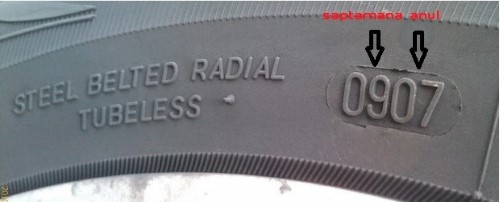 saptamana, anul
STEEL BELTED RADIAL
TUBELESS
0907